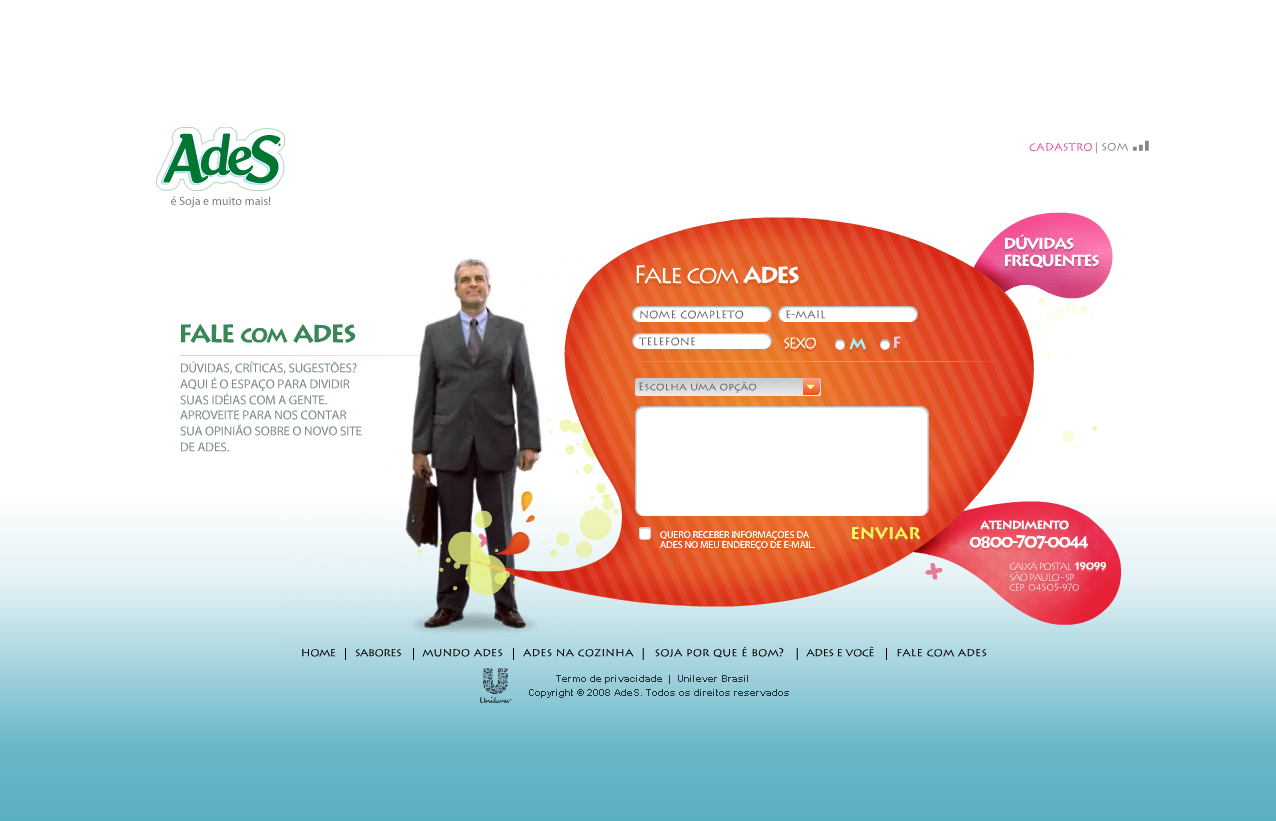 AdeS
é Soja e muito mais!
CADASTRO | SOM
DÚVIDAS
FREQUENTES
FALE COM ADES
DÚVIDAS, CRÍTICAS, SUGESTÕES?
AQUI É O ESPAÇO PARA DIVIDIR
SUAS IDÉIAS COM A GENTE.
APROVEITE PARA NOS CONTAR
SUA OPINIÃO SOBRE O NOVO SITE
DE ADES.
FALE COM ADES
NOME COMPLETO
E-MAIL
TELEFONE
SEXO M F
ESCOLHA UMA OPÇÃO
QUERO RECEBER INFORMAÇOES DA
ADES NO MEU ENDEREÇO DE E-MAIL.
ENVIAR
ATENDIMENTO
0800-707-0044
CAIXA POSTAL 19099
SÃO PAULO - SP
CEP 04505-970
HOME | SABORES | MUNDO ADES | ADES NA COZINHA | SOJA POR QUE É BOM? | ADES E VOCÊ | FALE COM ADES
Unilever
Termo de privacidade | Unilever Brasil
Copyright © 2008 AdeS. Todos os direitos reservados